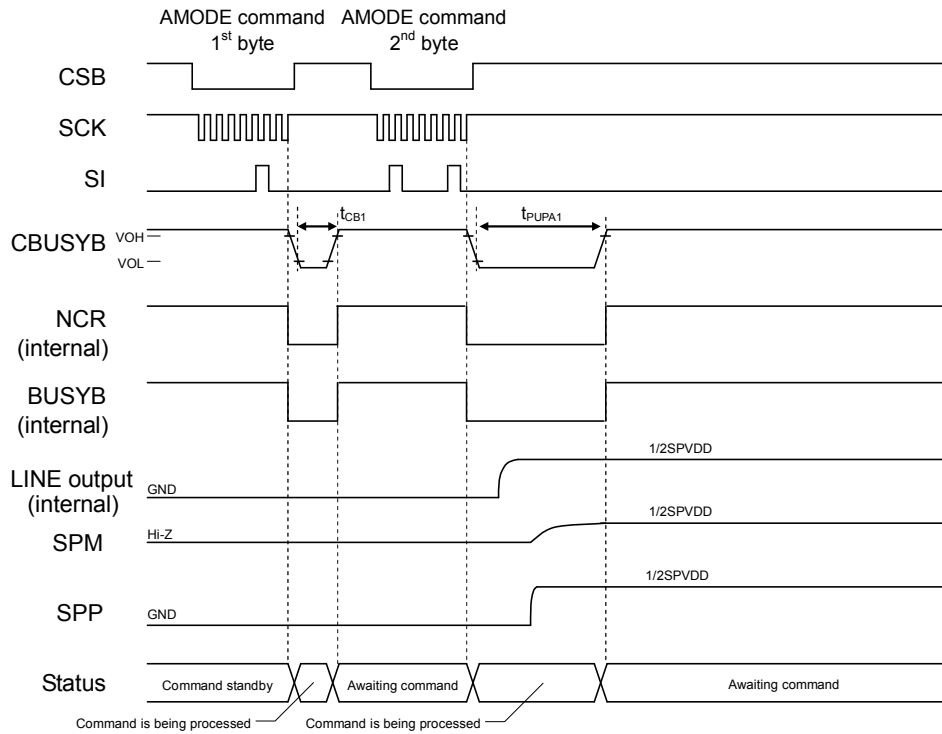 AMODE command
1st byte
AMODE command
2nd byte
CSB
SCK
SI
tCB1
tPUPA1
CBUSYB
VOH
VOL
NCR
(internal)
BUSYB
(internal)
1/2SPVDD
LINE output
(internal)
GND
1/2SPVDD
SPM
Hi-Z
1/2SPVDD
SPP
GND
Status
Command standby
Awaiting command
Awaiting command
Command is being processed
Command is being processed